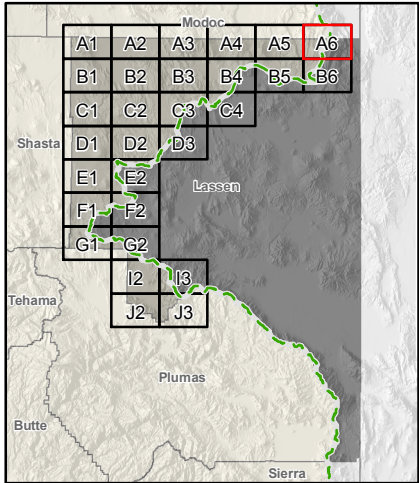 Modoc
A1 A2 A3 A4 A5 A6
B1 B2 B3 B4 B5 B6
C1 C2 C3 C4
Shasta
D1 D2 D3
E1 E2
Lassen
F1 F2
G1 G2
I2 I3
Tehama
J2 J3
Plumas
Butte
Sierra